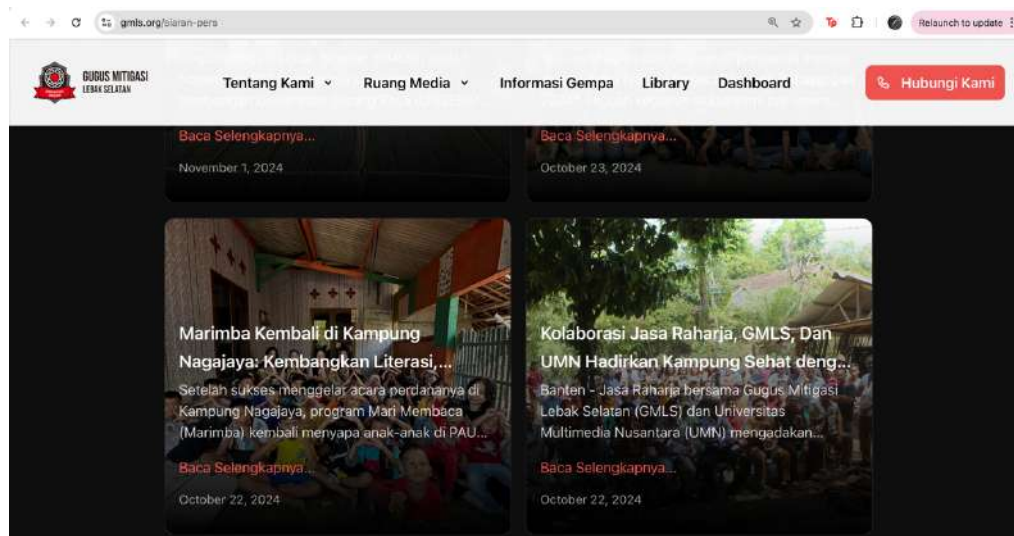 gmls.org/siaran-pers
Relaunch to update
GUGUS MITIGASI
LEBAK SELATAN
Tentang Kami
Ruang Media
Informasi Gempa
Library
Dashboard
Hubungi Kami
Baca Selengkapnya...
November 1, 2024
Baca Selengkapnya...
October 23, 2024
Marimba Kembali di Kampung
Nagajaya: Kembangkan Literasi,...
Setelah sukses menggelar acara perdananya di
Kampung Nagajaya, program Mari Membaca
(Marimba) kembali menyapa anak-anak di PAU...
Baca Selengkapnya...
October 22, 2024
Kolaborasi Jasa Raharja, GMLS, Dan
UMN Hadirkan Kampung Sehat deng...
Banten - Jasa Raharja bersama Gugus Mitigasi
Lebak Selatan (GMLS) dan Universitas
Multimedia Nusantara (UMN) mengadakan...
Baca Selengkapnya...
October 22, 2024